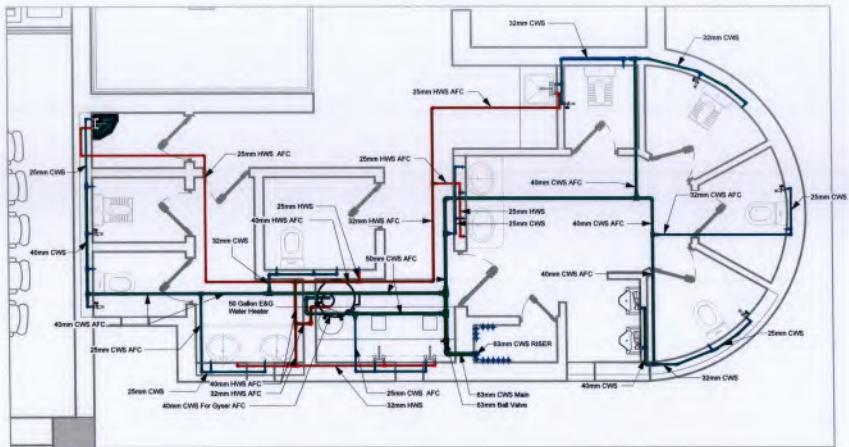 32mm CWS
32mm CWS
25mm HWS AFC
25mm HWS AFC
25mm HWS AFC
25mm CWS
25mm HWS
40mm HWS AFC
32mm HWS AFC
40mm CWS AFC
40mm CWS AFC
32mm CWS AFC
25mm CWS
25mm HWS
25mm CWS
32mm CWS
50mm CWS AFC
40mm CWS
40mm CWS AFC
50 Gallon E&G
Water Heater
40mm CWS AFC
25mm CWS AFC
63mm CWS RISER
25mm CWS
25mm CWS
40mm HWS AFC
32mm HWS AFC
40mm CWS For Gyser AFC
25mm CWS AFC
32mm HWS
63mm CWS Main
63mm Ball Valve
40mm CWS
32mm CWS